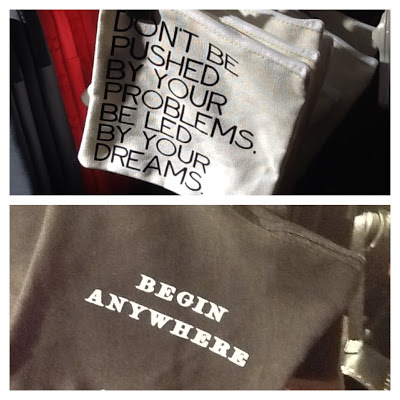 DON'T BE
PUSHED
BY YOUR
PROBLEMS.
BE LED
BY YOUR
DREAMS.
BEGIN
ANYWHERE